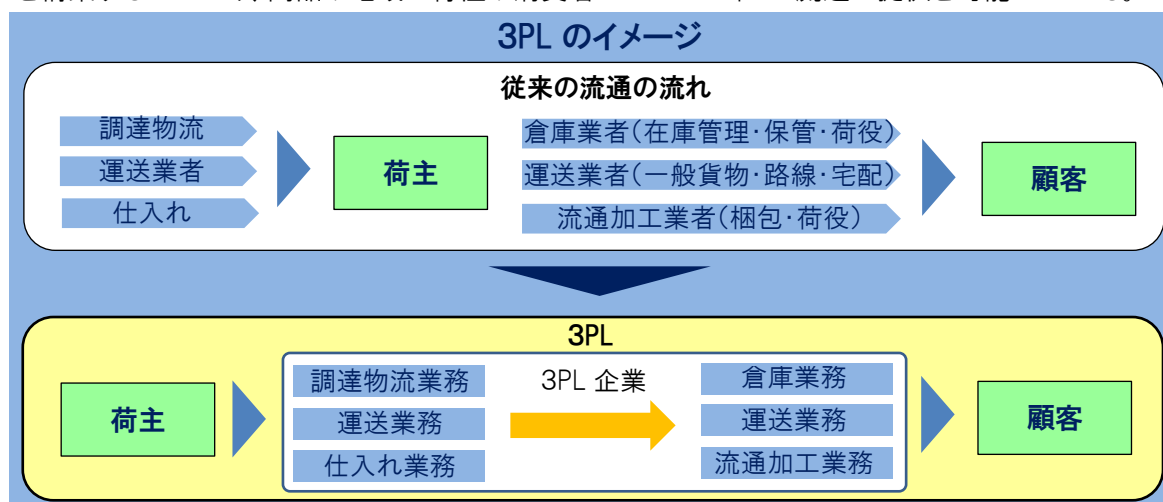 3PL のイメージ
従来の流通の流れ
調達物流
運送業者
仕入れ
荷主
倉庫業者(在庫管理・保管・荷役)
運送業者(一般貨物・路線・宅配)
流通加工業者(梱包・荷役)
顧客
3PL
荷主
調達物流業務
運送業務
仕入れ業務
3PL 企業
倉庫業務
運送業務
流通加工業務
顧客